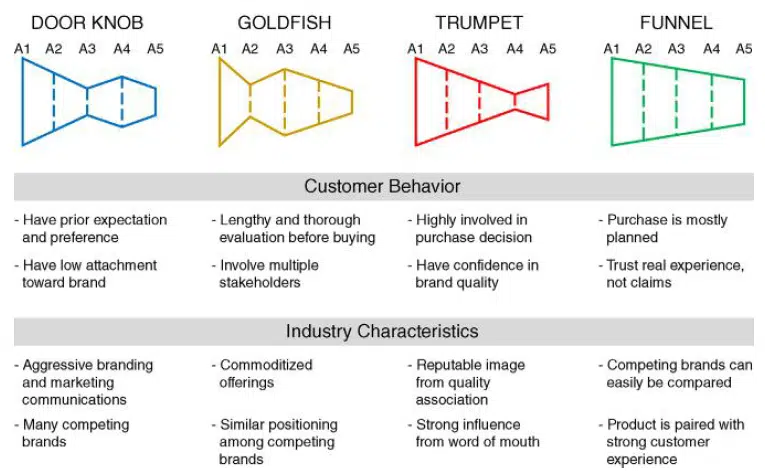 DOOR KNOB GOLDFISH TRUMPET FUNNEL
A1 A2 A3 A4 A5 A1 A2 A3 A4 A5 A1 A2 A3 A4 A5 A1 A2 A3 A4 A5
Customer Behavior
- Have prior expectation
and preference
- Have low attachment
toward brand
- Lengthy and thorough
evaluation before buying
- Involve multiple
stakeholders
- Highly involved in
purchase decision
- Have confidence in
brand quality
- Purchase is mostly
planned
- Trust real experience,
not claims
Industry Characteristics
- Aggressive branding
and marketing
communications
- Many competing
brands
- Commoditized
offerings
- Similar positioning
among competing
brands
- Reputable image
from quality
association
- Strong influence
from word of mouth
- Competing brands can
easily be compared
- Product is paired with
strong customer
experience